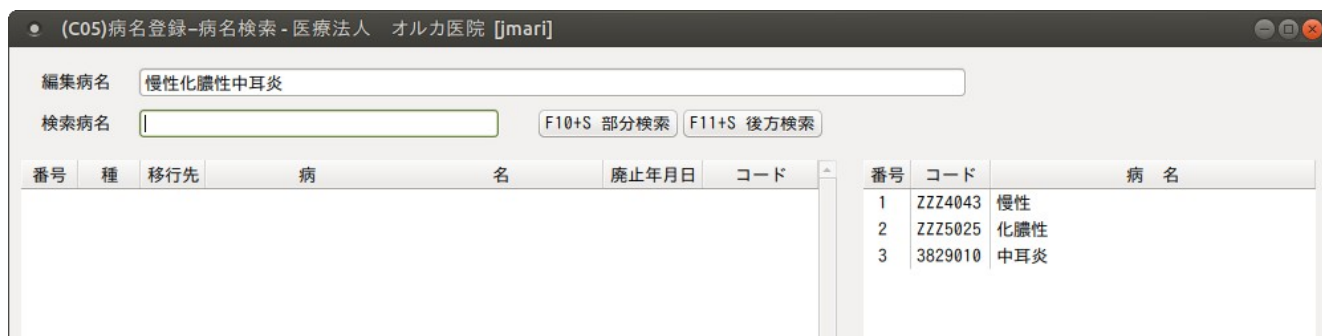 (C05)病名登録–病名検索 - 医療法人　オルカ医院 [jmari]
編集病名 慢性化膿性中耳炎
検索病名 F10+S 部分検索 F11+S 後方検索
番号 種 移行先 病 名 廃止年月日 コード 番号 コード 病 名
1 ZZZ4043 慢性
2 ZZZ5025 化膿性
3 3829010 中耳炎